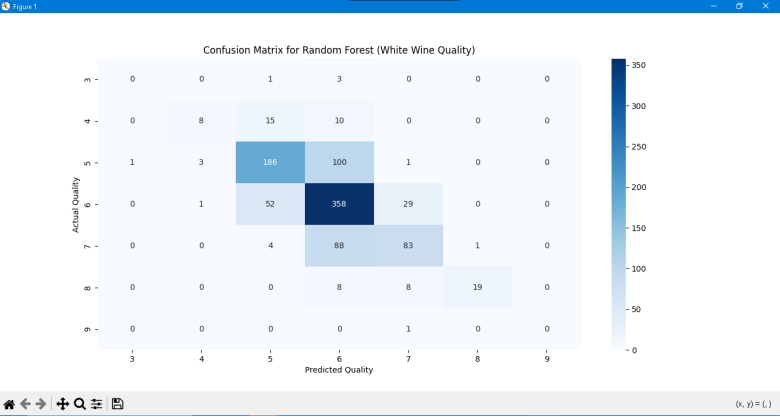 Figure 1
Confusion Matrix for Random Forest (White Wine Quality)
3 0 0 1 3 0 0 0
4 0 8 15 10 0 0 0
5 1 3 186 100 1 0 0
6 0 1 52 358 29 0 0
7 0 0 4 88 83 1 0
8 0 0 0 8 8 19 0
9 0 0 0 0 1 0 0
3 4 5 6 7 8 9
Actual Quality
Predicted Quality
350
300
250
200
150
100
50
0
(x, y) = (, )